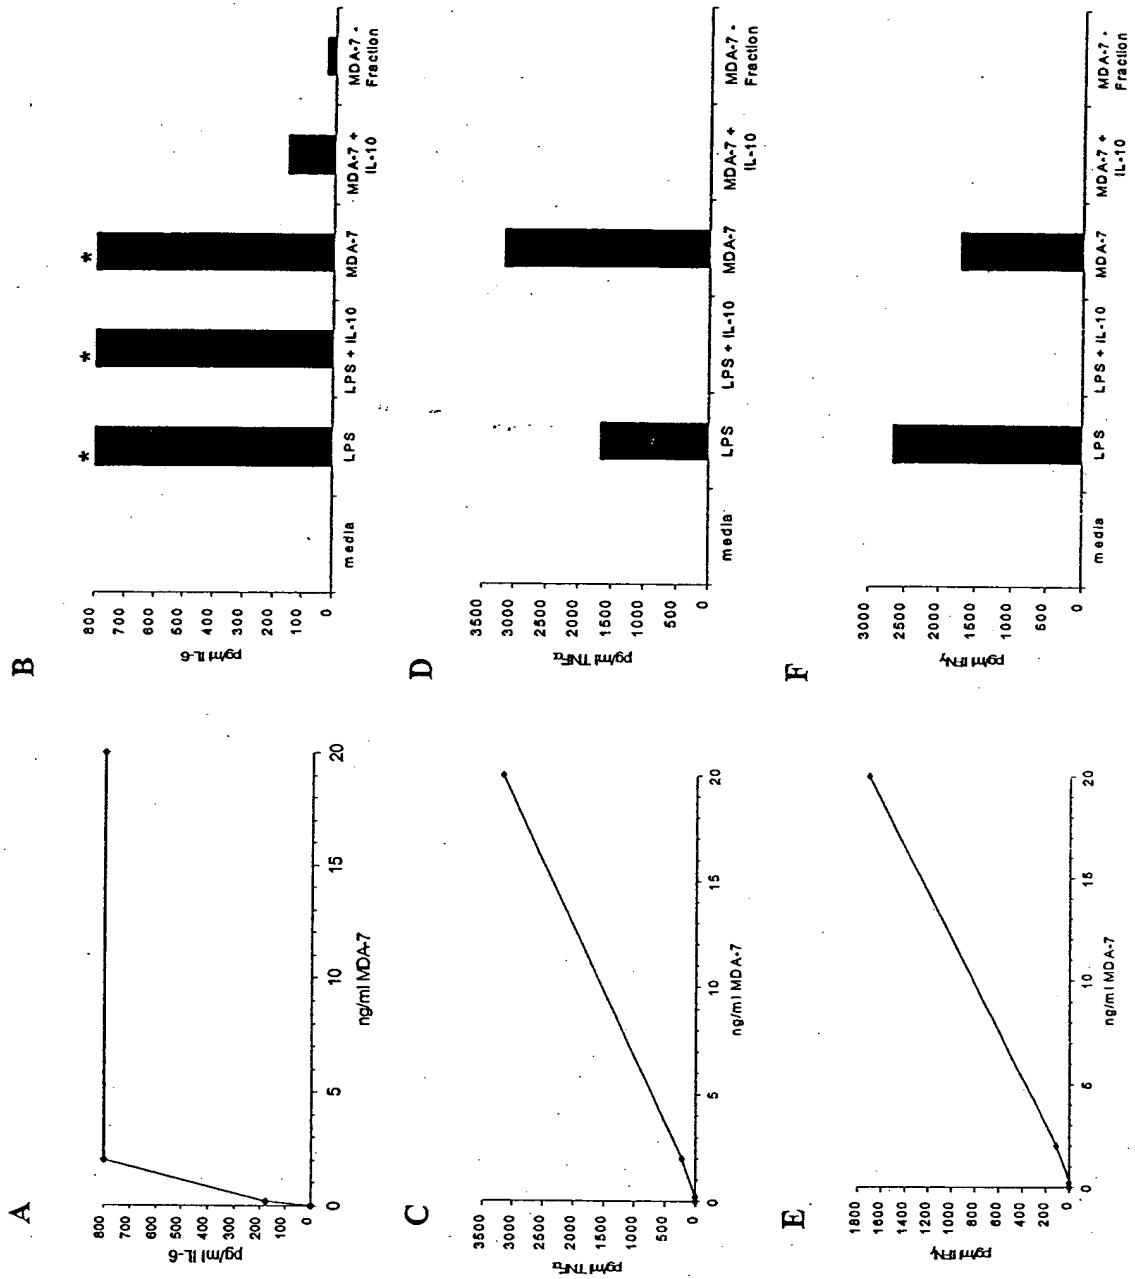 A
800
700
600
500
400
300
200
100
0
pg/ml IL-6
0
5
10
15
20
ng/ml MDA-7
B
800
700
600
500
400
300
200
100
0
pg/ml IL-6
*
*
*
media
LPS
LPS + IL-10
MDA-7
MDA-7 +
IL-10
MDA-7 -
Fraction
C
3500
3000
2500
2000
1500
1000
500
0
pg/ml TNFα
0
5
10
15
20
ng/ml MDA-7
D
3500
3000
2500
2000
1500
1000
500
0
pg/ml TNFα
media
LPS
LPS + IL-10
MDA-7
MDA-7 +
IL-10
MDA-7 -
Fraction
E
1800
1600
1400
1200
1000
800
600
400
200
0
pg/ml IFNγ
0
5
10
15
20
ng/ml MDA-7
F
3000
2500
2000
1500
1000
500
0
pg/ml IFNγ
media
LPS
LPS + IL-10
MDA-7
MDA-7 +
IL-10
MDA-7 -
Fraction